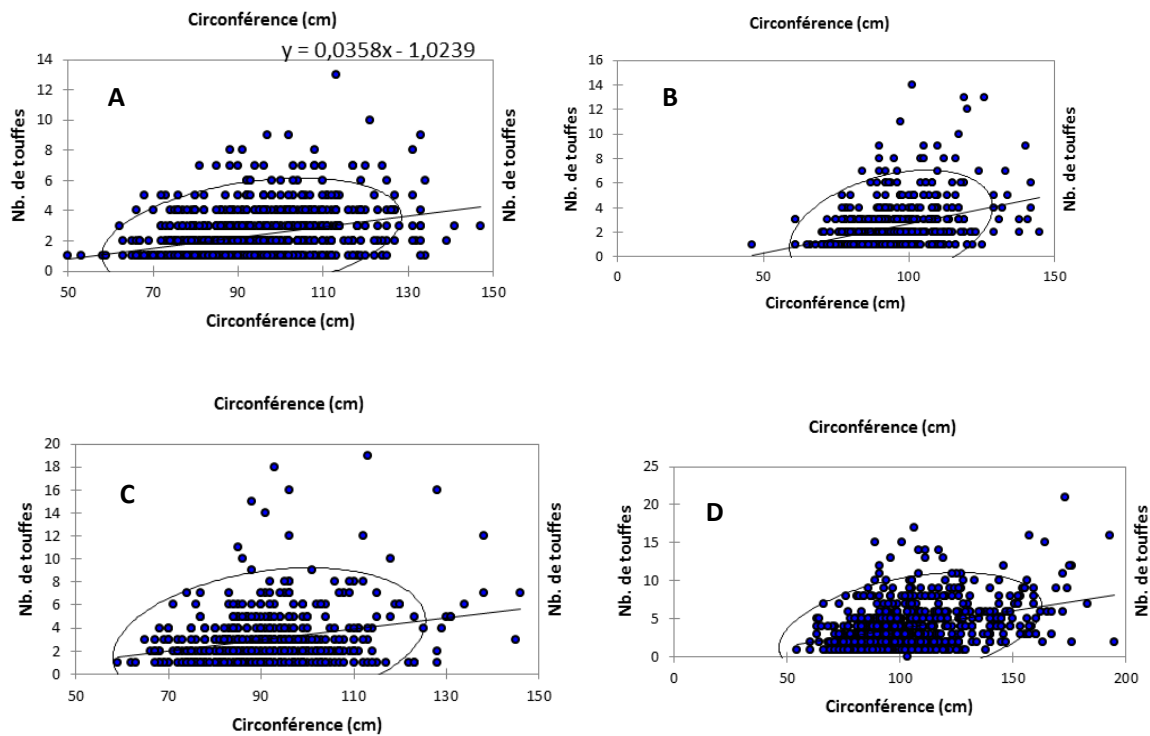 Circonférence (cm)
y = 0,0358x - 1,0239
14
12
10
8
6
4
2
0
50
70
90
110
130
150
A
Nb. de touffes
Nb. de touffes
Circonférence (cm)
Circonférence (cm)
16
14
12
10
8
6
4
2
0
0
50
100
150
B
Nb. de touffes
Circonférence (cm)
Circonférence (cm)
20
18
16
14
12
10
8
6
4
2
0
50
70
90
110
130
150
C
Nb. de touffes
Nb. de touffes
Circonférence (cm)
Circonférence (cm)
25
20
15
10
5
0
0
50
100
150
200
D
Nb. de touffes
Nb. de touffes
Circonférence (cm)